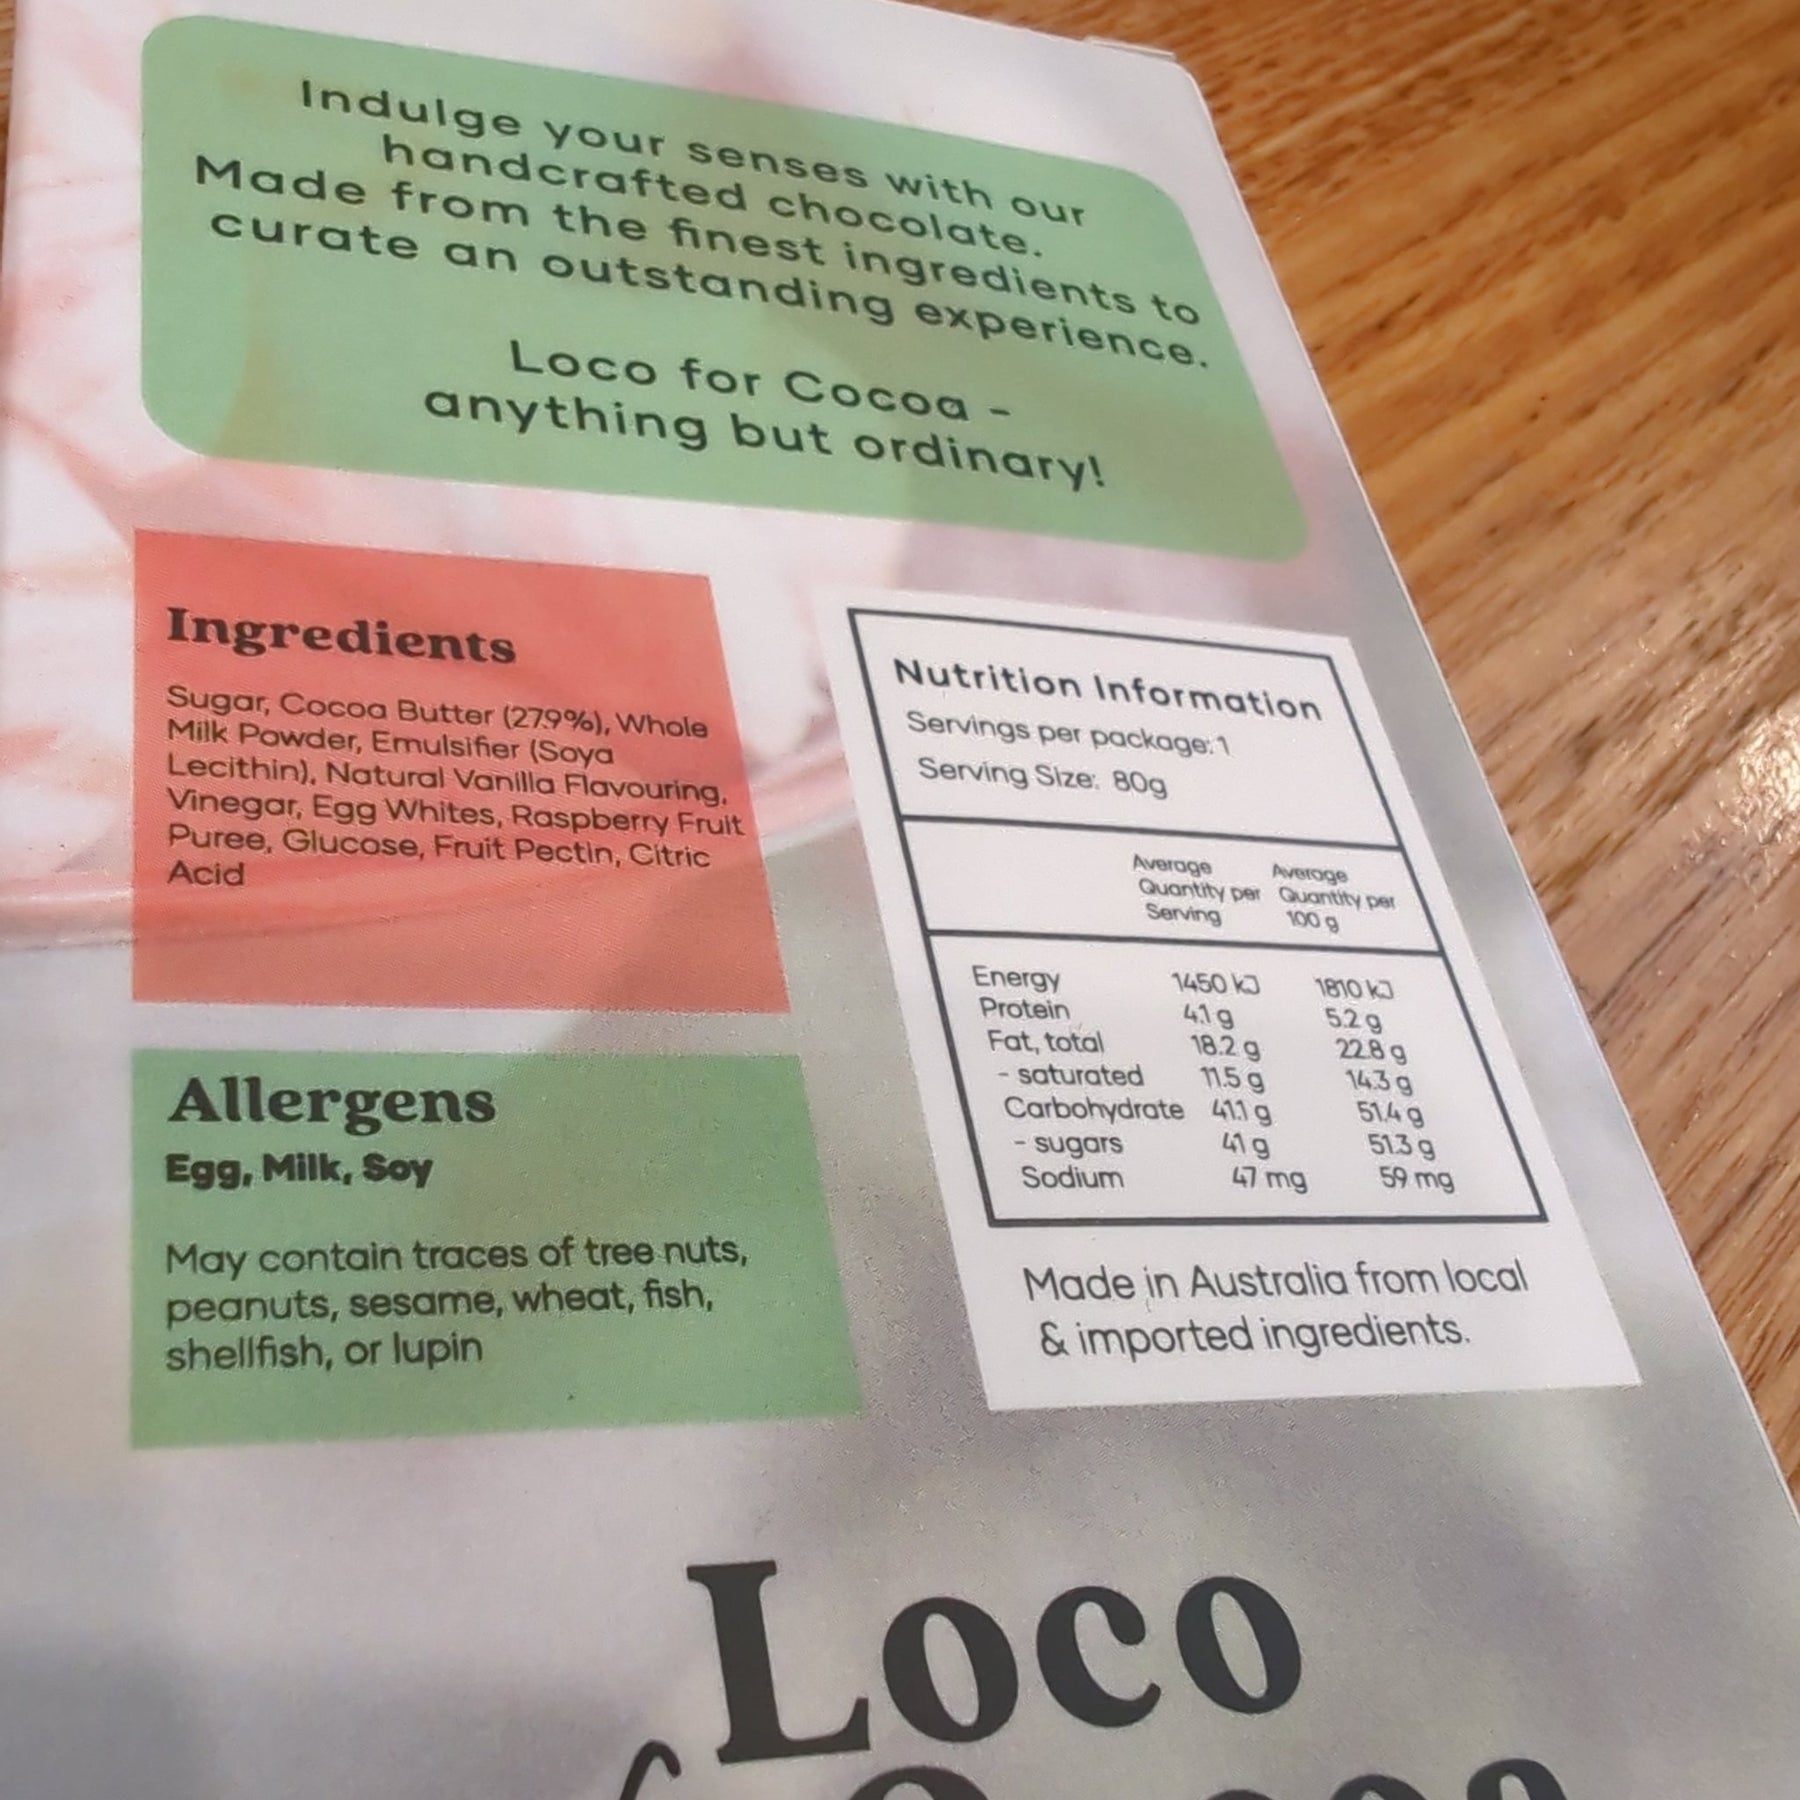 Indulge your senses with our
handcrafted chocolate.
Made from the finest ingredients to
curate an outstanding experience.
Loco for Cocoa -
anything but ordinary!
Ingredients
Sugar, Cocoa Butter (27.9%), Whole
Milk Powder, Emulsifier (Soya
Lecithin), Natural Vanilla Flavouring,
Vinegar, Egg Whites, Raspberry Fruit
Puree, Glucose, Fruit Pectin, Citric
Acid
Allergens
Egg, Milk, Soy
May contain traces of tree nuts,
peanuts, sesame, wheat, fish,
shellfish, or lupin
Nutrition Information
Servings per package: 1
Serving Size: 80g
Average Quantity per Serving
Average Quantity per 100 g
Energy 1450 kJ 1810 kJ
Protein 4.1 g 5.2 g
Fat, total 18.2 g 22.8 g
- saturated 11.5 g 14.3 g
Carbohydrate 41.1 g 51.4 g
- sugars 41 g 51.3 g
Sodium 47 mg 59 mg
Made in Australia from local
& imported ingredients.
Loco